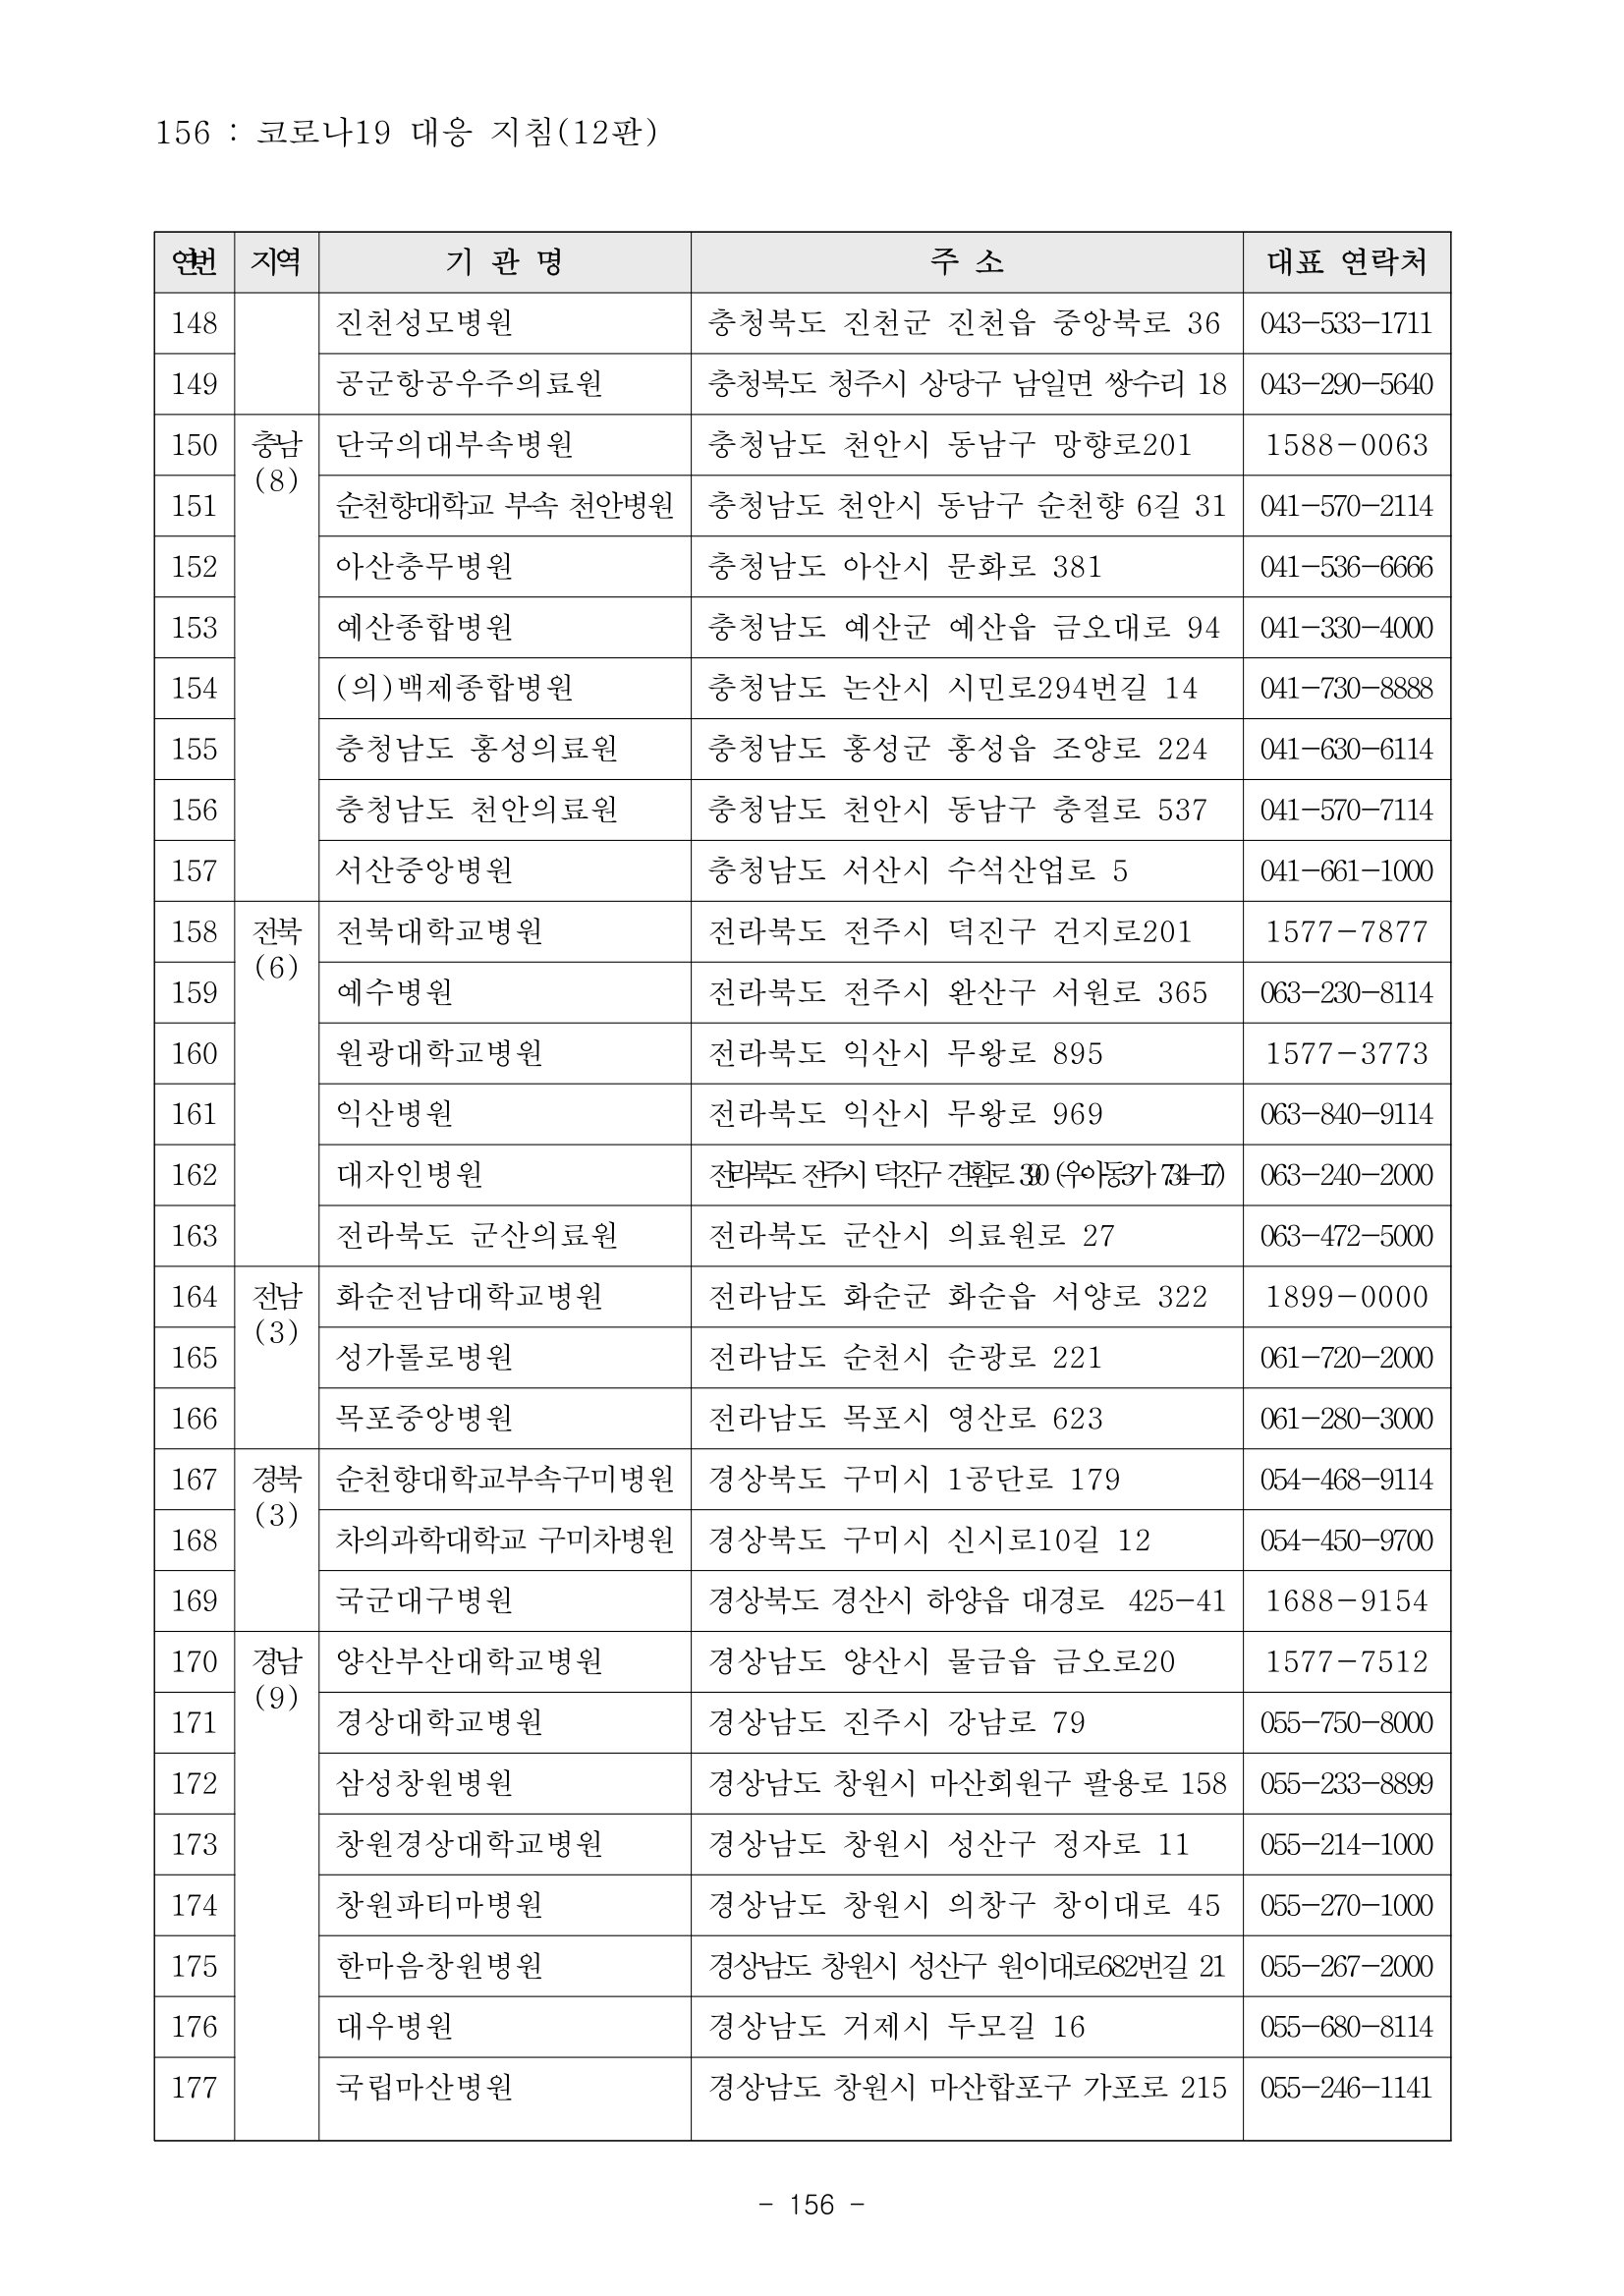 156 : 코로나19 대응 지침(12판)
연번 지역 기 관 명 주 소 대표 연락처
148 진천성모병원 충청북도 진천군 진천읍 중앙북로 36 043-533-1711
149 공군항공우주의료원 충청북도 청주시 상당구 남일면 쌍수리 18 043-290-5640
150 충남 단국의대부속병원 충청남도 천안시 동남구 망향로201 1588-0063
(8)
151 순천향대학교 부속 천안병원 충청남도 천안시 동남구 순천향 6길 31 041-570-2114
152 아산충무병원 충청남도 아산시 문화로 381 041-536-6666
153 예산종합병원 충청남도 예산군 예산읍 금오대로 94 041-330-4000
154 (의)백제종합병원 충청남도 논산시 시민로294번길 14 041-730-8888
155 충청남도 홍성의료원 충청남도 홍성군 홍성읍 조양로 224 041-630-6114
156 충청남도 천안의료원 충청남도 천안시 동남구 충절로 537 041-570-7114
157 서산중앙병원 충청남도 서산시 수석산업로 5 041-661-1000
158 전북 전북대학교병원 전라북도 전주시 덕진구 건지로201 1577-7877
(6)
159 예수병원 전라북도 전주시 완산구 서원로 365 063-230-8114
160 원광대학교병원 전라북도 익산시 무왕로 895 1577-3773
161 익산병원 전라북도 익산시 무왕로 969 063-840-9114
162 대자인병원 전라북도 전주시 덕진구 견훤로 390 (우아동3가 734-17) 063-240-2000
163 전라북도 군산의료원 전라북도 군산시 의료원로 27 063-472-5000
164 전남 화순전남대학교병원 전라남도 화순군 화순읍 서양로 322 1899-0000
(3)
165 성가롤로병원 전라남도 순천시 순광로 221 061-720-2000
166 목포중앙병원 전라남도 목포시 영산로 623 061-280-3000
167 경북 순천향대학교부속구미병원 경상북도 구미시 1공단로 179 054-468-9114
(3)
168 차의과학대학교 구미차병원 경상북도 구미시 신시로10길 12 054-450-9700
169 국군대구병원 경상북도 경산시 하양읍 대경로 425-41 1688-9154
170 경남 양산부산대학교병원 경상남도 양산시 물금읍 금오로20 1577-7512
(9)
171 경상대학교병원 경상남도 진주시 강남로 79 055-750-8000
172 삼성창원병원 경상남도 창원시 마산회원구 팔용로 158 055-233-8899
173 창원경상대학교병원 경상남도 창원시 성산구 정자로 11 055-214-1000
174 창원파티마병원 경상남도 창원시 의창구 창이대로 45 055-270-1000
175 한마음창원병원 경상남도 창원시 성산구 원이대로682번길 21 055-267-2000
176 대우병원 경상남도 거제시 두모길 16 055-680-8114
177 국립마산병원 경상남도 창원시 마산합포구 가포로 215 055-246-1141
- 156 -